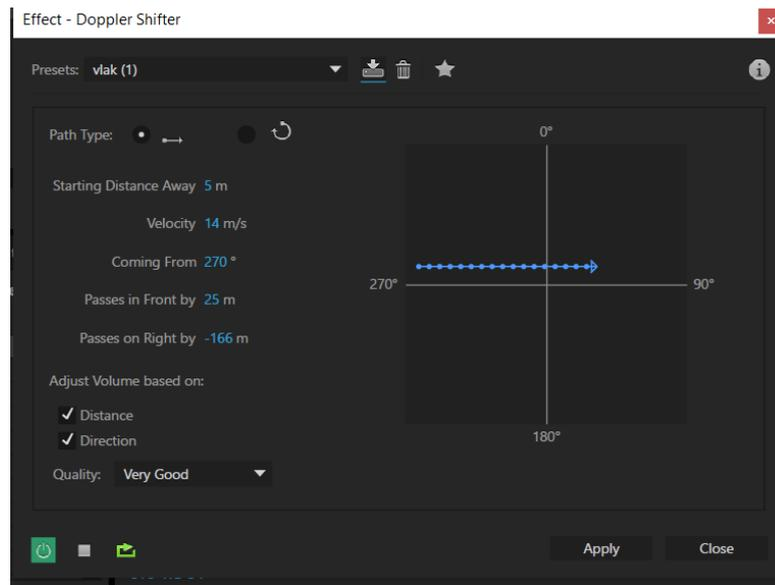 Effect - Doppler Shifter
Presets: vlak (1)
Path Type:
Starting Distance Away 5 m
Velocity 14 m/s
Coming From 270 °
Passes in Front by 25 m
Passes on Right by -166 m
Adjust Volume based on:
Distance
Direction
Quality: Very Good
0°
270°
90°
180°
Apply Close